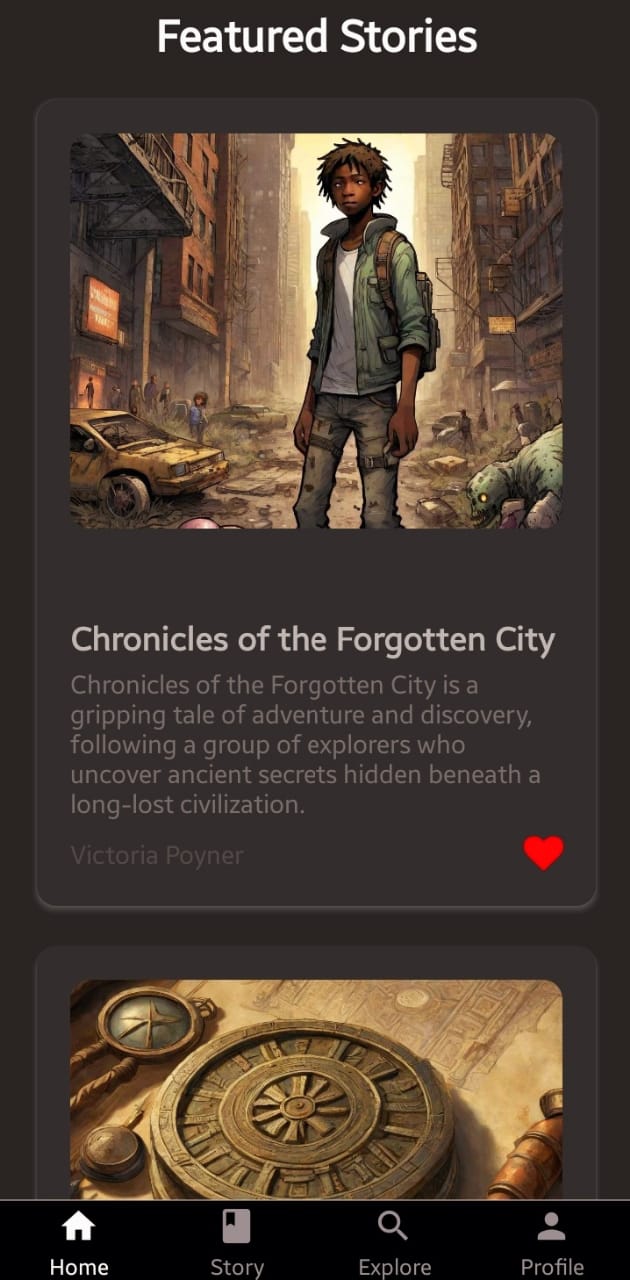 Featured Stories
Chronicles of the Forgotten City
Chronicles of the Forgotten City is a
gripping tale of adventure and discovery,
following a group of explorers who
uncover ancient secrets hidden beneath a
long-lost civilization.
Victoria Poyner
Home
Story
Explore
Profile